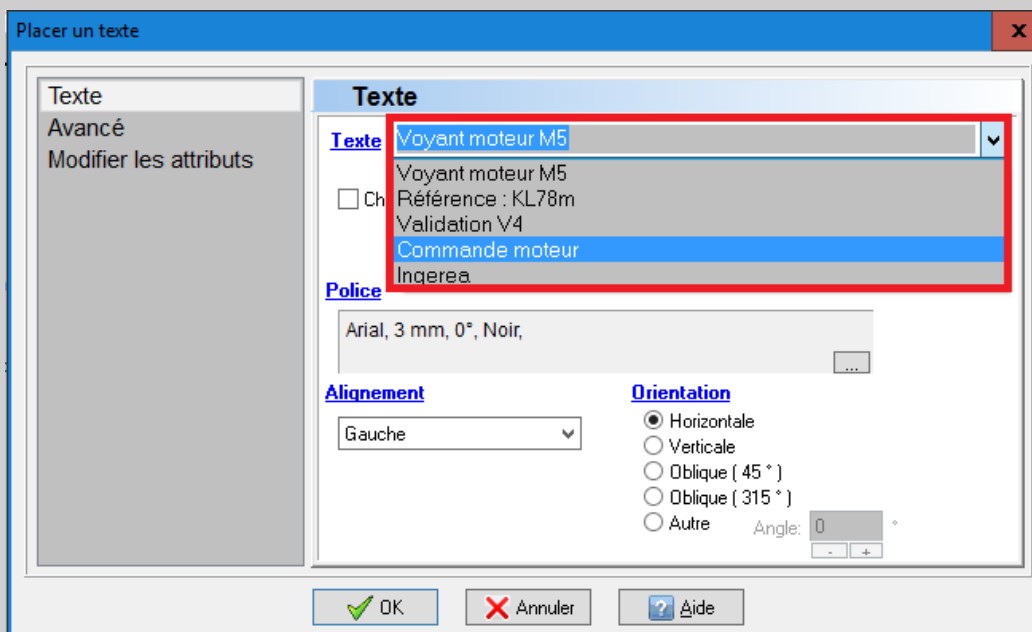 Placer un texte
x
Texte
Avancé
Modifier les attributs
Texte
Texte
Voyant moteur M5
Voyant moteur M5
Ch
Référence : KL78m
Validation V4
Commande moteur
Ingerea
Police
Arial, 3 mm, 0°, Noir,
...
Alignement
Gauche
Orientation
Horizontale
Verticale
Oblique ( 45 ° )
Oblique ( 315 ° )
Autre Angle: 0 °
- +
OK Annuler Aide